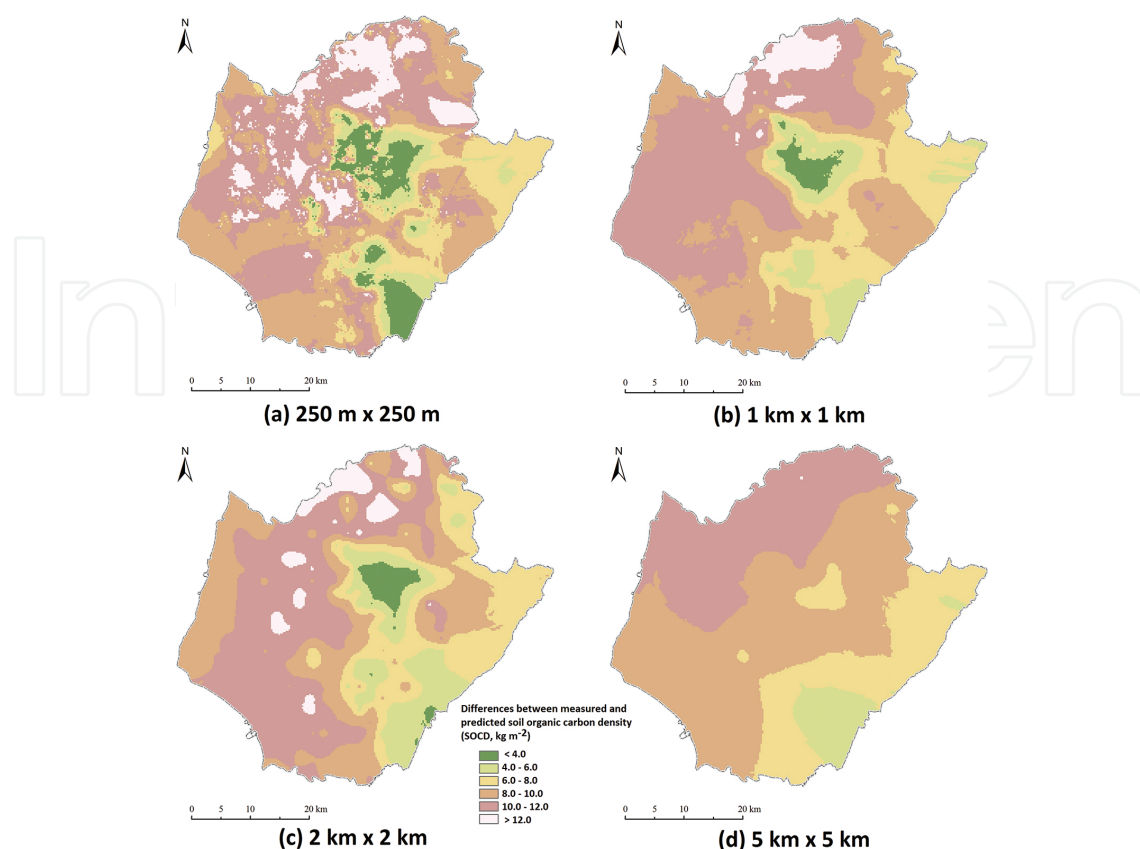 N
N
0 5 10 20 km
0 5 10 20 km
(a) 250 m x 250 m
(b) 1 km x 1 km
N
N
Differences between measured and
predicted soil organic carbon density
(SOCD, kg m⁻²)
< 4.0
4.0 - 6.0
6.0 - 8.0
8.0 - 10.0
10.0 - 12.0
> 12.0
0 5 10 20 km
0 5 10 20 km
(c) 2 km x 2 km
(d) 5 km x 5 km